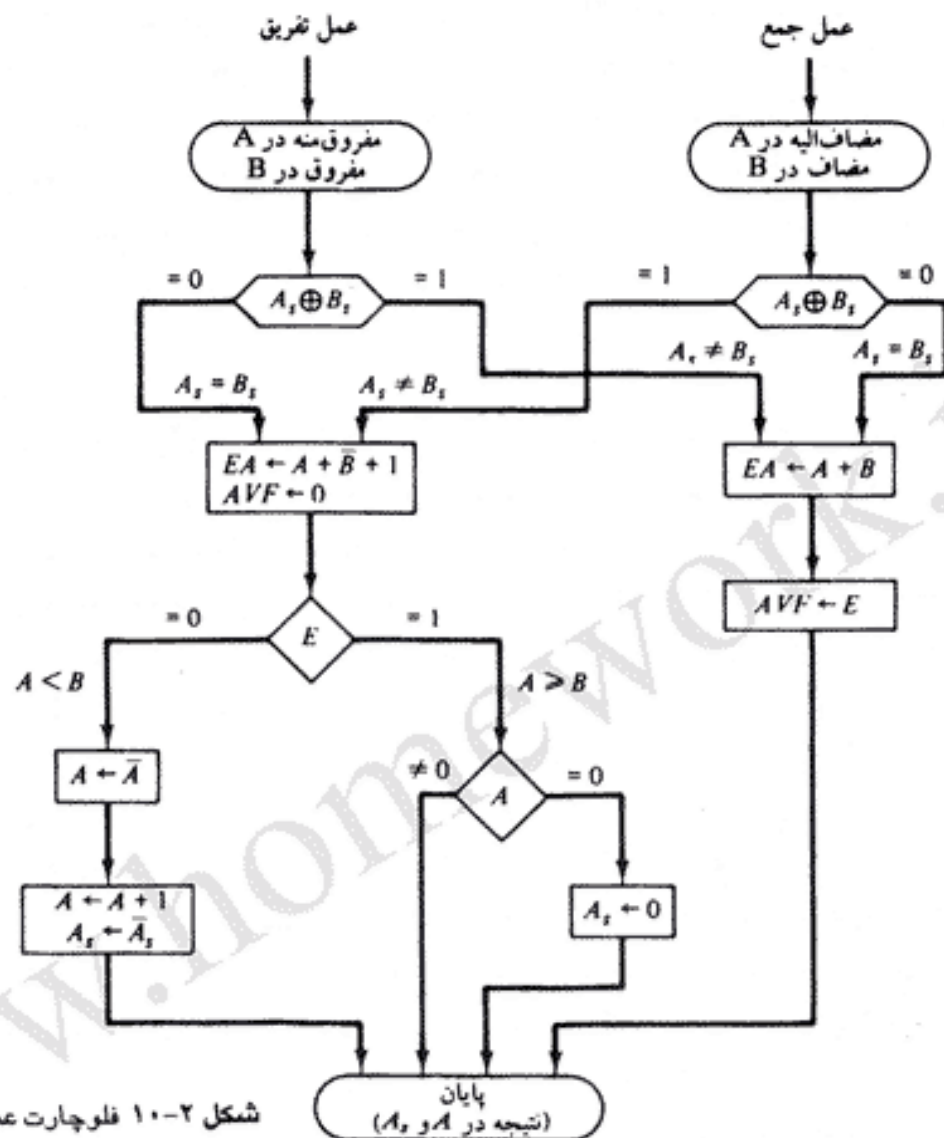 عمل تفریق
عمل جمع
مفروق‌منه در A
مفروق در B
مضاف‌الیه در A
مضاف در B
= 0
A_s ⊕ B_s
= 1
= 1
A_s ⊕ B_s
= 0
A_s = B_s
A_s ≠ B_s
A_s ≠ B_s
A_s = B_s
EA ← A + B̅ + 1
AVF ← 0
EA ← A + B
AVF ← E
= 0
E
= 1
A < B
A ⩾ B
A ← A̅
≠ 0
A
= 0
A ← A + 1
A_s ← A̅_s
A_s ← 0
پایان
(نتیجه در A و A_s)
شکل ۲-۱۰ فلوچارت
w.homework.